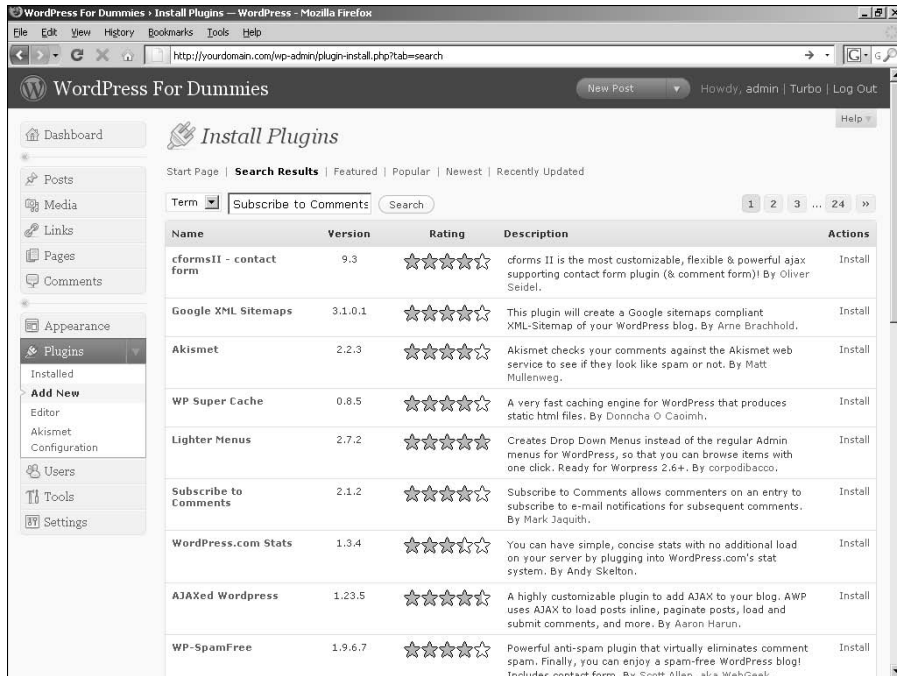 WordPress For Dummies › Install Plugins — WordPress - Mozilla Firefox
File Edit View History Bookmarks Tools Help
http://yourdomain.com/wp-admin/plugin-install.php?tab=search
WordPress For Dummies
New Post
Howdy, admin | Turbo | Log Out
Help
Dashboard
Posts
Media
Links
Pages
Comments
Appearance
Plugins
Installed
Add New
Editor
Akismet
Configuration
Users
Tools
Settings
Install Plugins
Start Page | Search Results | Featured | Popular | Newest | Recently Updated
Term Subscribe to Comments Search
1 2 3 ... 24 »
Name Version Rating Description Actions
cformsII - contact
form
9.3
cforms II is the most customizable, flexible & powerful ajax
supporting contact form plugin (& comment form)! By Oliver
Seidel.
Install
Google XML Sitemaps
3.1.0.1
This plugin will create a Google sitemaps compliant
XML-Sitemap of your WordPress blog. By Arne Brachhold.
Install
Akismet
2.2.3
Akismet checks your comments against the Akismet web
service to see if they look like spam or not. By Matt
Mullenweg.
Install
WP Super Cache
0.8.5
A very fast caching engine for WordPress that produces
static html files. By Donncha O Caoimh.
Install
Lighter Menus
2.7.2
Creates Drop Down Menus instead of the regular Admin
menus for WordPress, so that you can browse items with
one click. Ready for Worpress 2.6+. By corpodibacco.
Install
Subscribe to
Comments
2.1.2
Subscribe to Comments allows commenters on an entry to
subscribe to e-mail notifications for subsequent comments.
By Mark Jaquith.
Install
WordPress.com Stats
1.3.4
You can have simple, concise stats with no additional load
on your server by plugging into WordPress.com's stat
system. By Andy Skelton.
Install
AJAXed Wordpress
1.23.5
A highly customizable plugin to add AJAX to your blog. AWP
uses AJAX to load posts inline, paginate posts, load and
submit comments, and more. By Aaron Harun.
Install
WP-SpamFree
1.9.6.7
Powerful anti-spam plugin that virtually eliminates comment
spam. Finally, you can enjoy a spam-free WordPress blog!
Includes contact form. By Scott Allen, aka WebGeek
Install